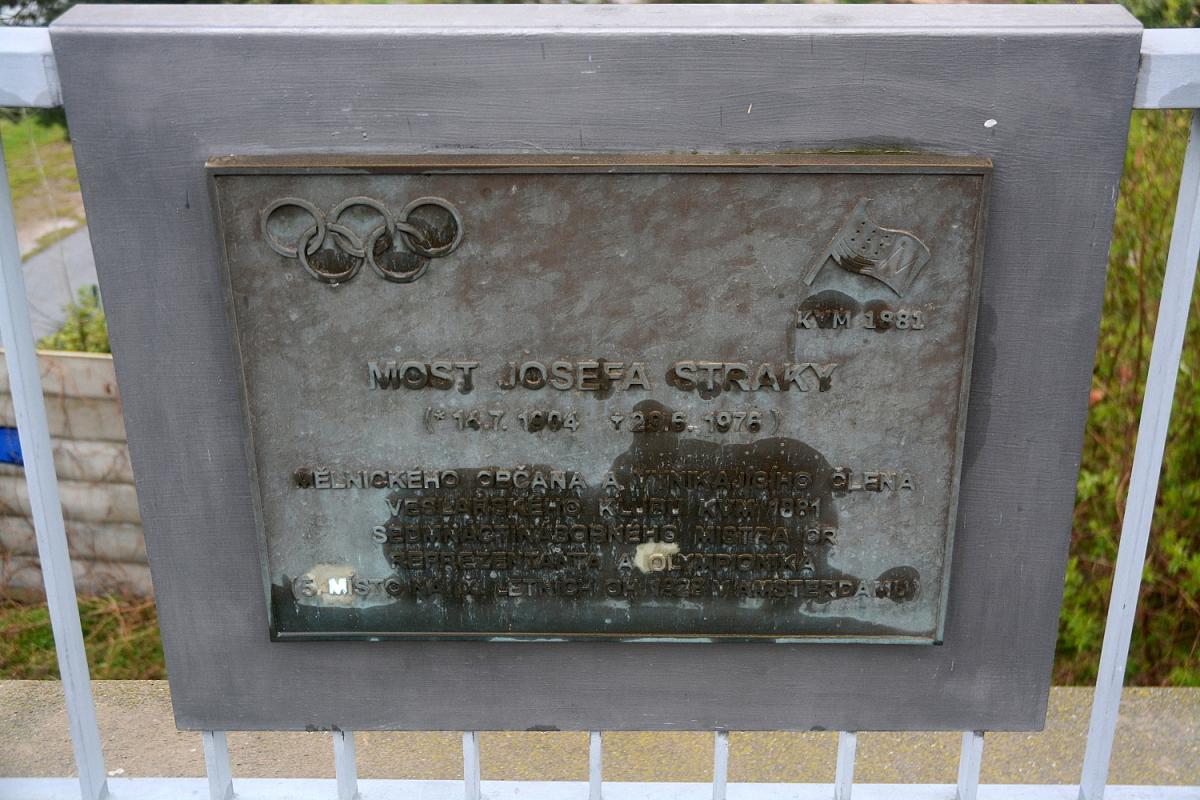 KVM 1881
MOST JOSEFA STRAKY
(* 14.7. 1904 ✝ 29.6. 1976 )
MĚLNICKÉHO OBČANA A VYNIKAJÍCÍHO ČLENA
VESLAŘSKÉHO KLUBU KVM 1881
SEDMNÁCTINÁSOBNÉHO MISTRA ČR
REPREZENTANTA A OLYMPIONIKA
MÍSTO NA IX. LETNÍCH OH 1928 V AMSTERDAMU)